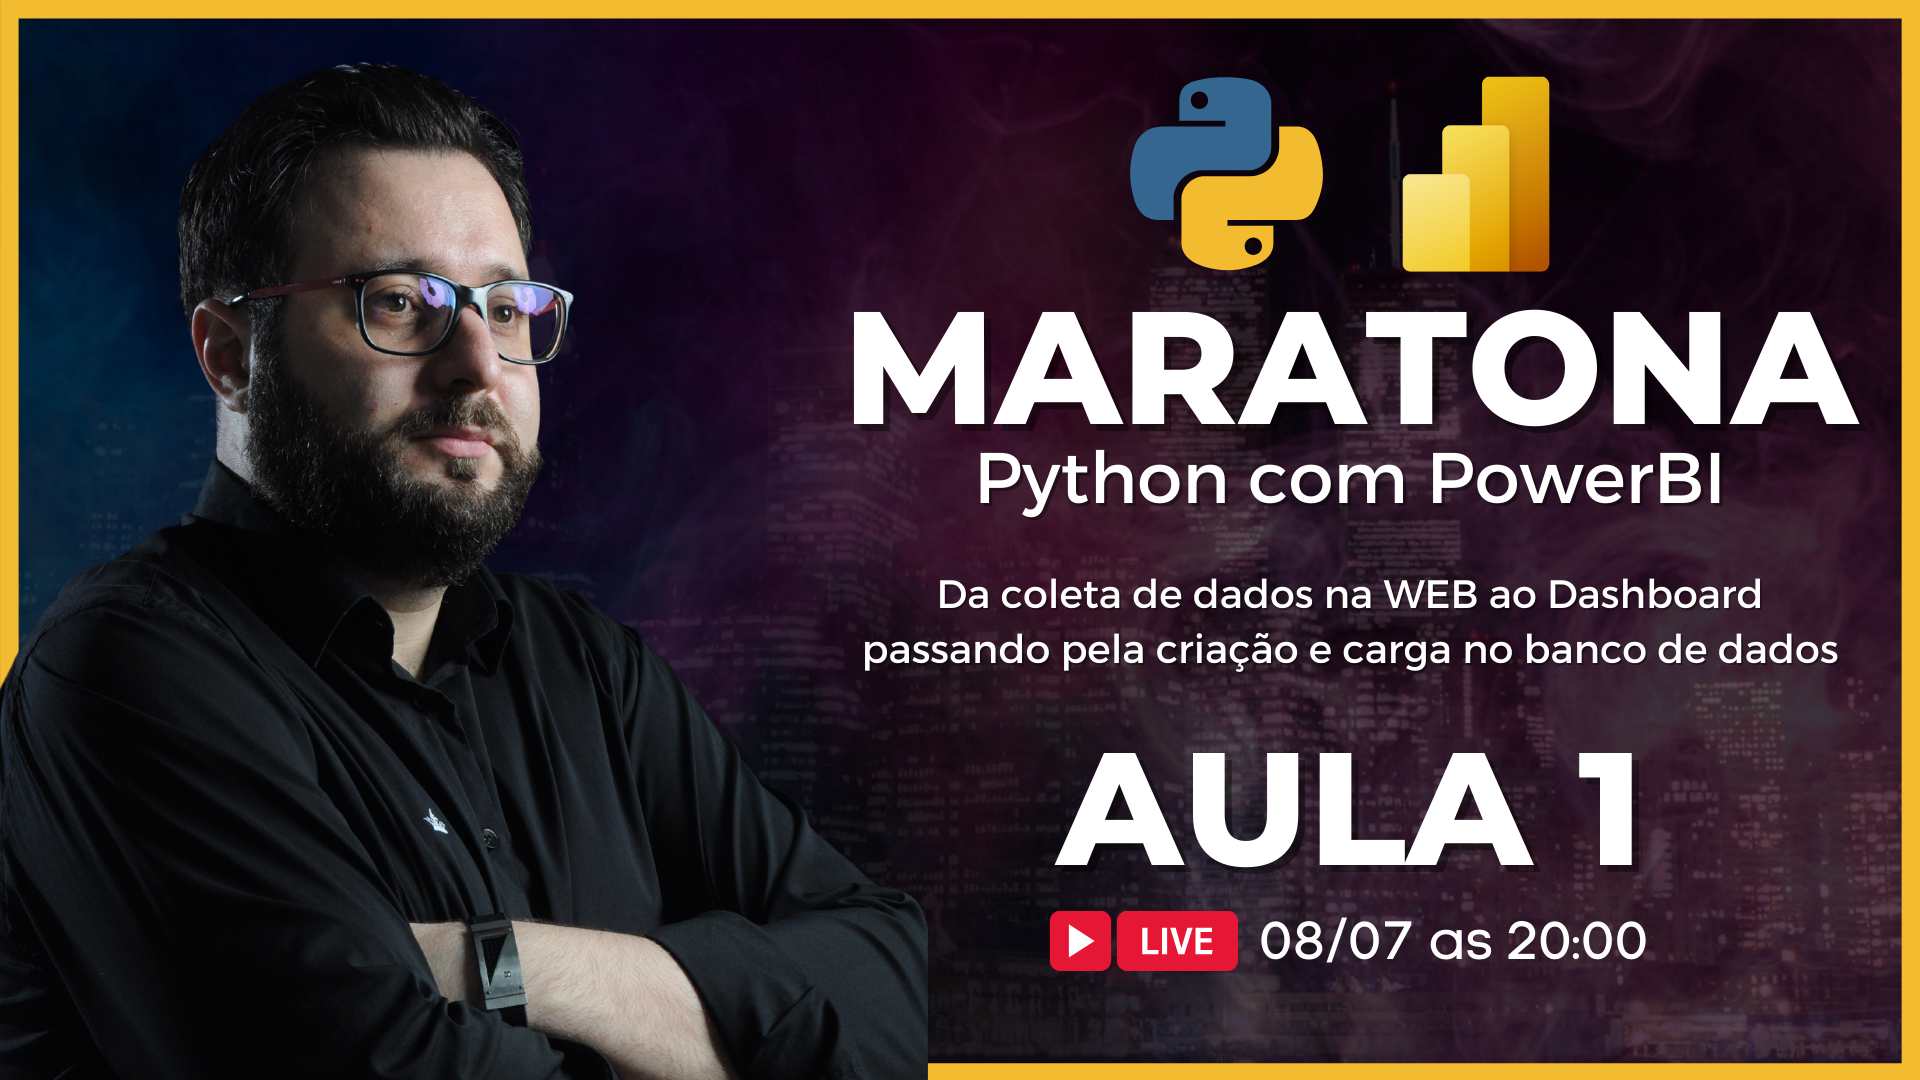 MARATONA
Python com PowerBI
Da coleta de dados na WEB ao Dashboard
passando pela criação e carga no banco de dados
AULA 1
LIVE 08/07 as 20:00